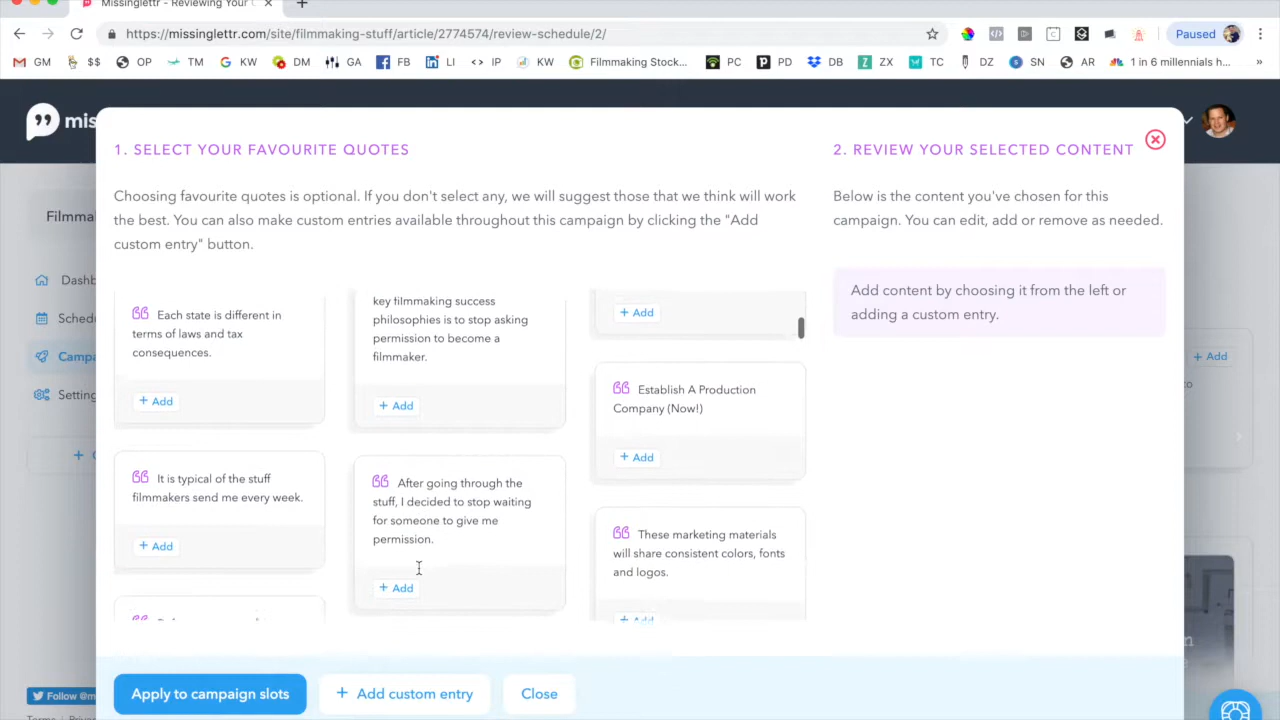 Missinglettr - Reviewing Your C
https://missinglettr.com/site/filmmaking-stuff/article/2774574/review-schedule/2/
Paused
GM
$$
OP
TM
KW
DM
GA
FB
LI
IP
KW
Filmmaking Stock...
PC
PD
DB
ZX
TC
DZ
SN
AR
1 in 6 millennials h...
»
mis
1. SELECT YOUR FAVOURITE QUOTES
Choosing favourite quotes is optional. If you don't select any, we will suggest those that we think will work
the best. You can also make custom entries available throughout this campaign by clicking the "Add
custom entry" button.
Each state is different in
terms of laws and tax
consequences.
+ Add
It is typical of the stuff
filmmakers send me every week.
+ Add
key filmmaking success
philosophies is to stop asking
permission to become a
filmmaker.
+ Add
After going through the
stuff, I decided to stop waiting
for someone to give me
permission.
+ Add
+ Add
Establish A Production
Company (Now!)
+ Add
These marketing materials
will share consistent colors, fonts
and logos.
+ Add
2. REVIEW YOUR SELECTED CONTENT
Below is the content you've chosen for this
campaign. You can edit, add or remove as needed.
Add content by choosing it from the left or
adding a custom entry.
Apply to campaign slots
+ Add custom entry
Close
Filmma
Dashb
Schedu
Campa
Setting
+ Add
Follow @m
Terms